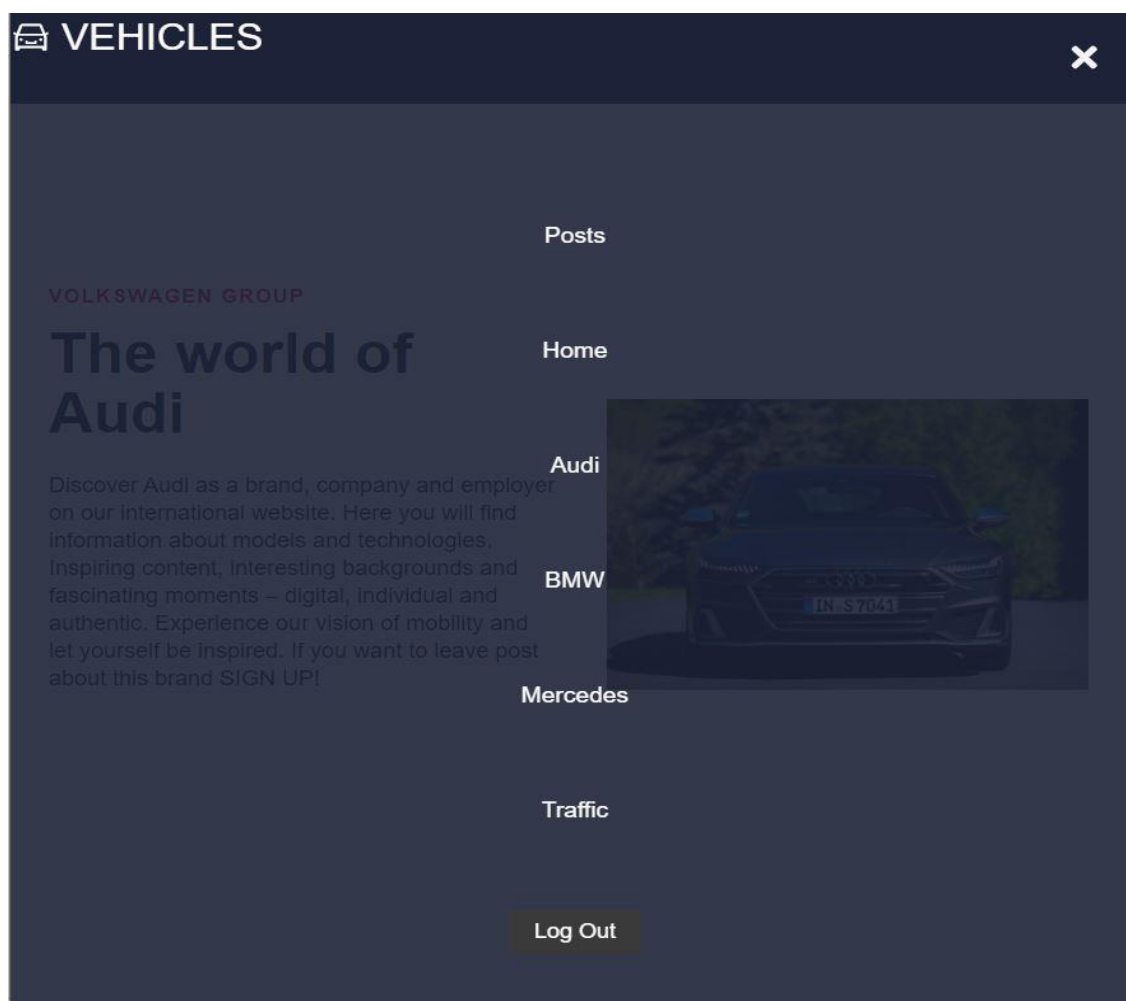 VEHICLES
Posts
Home
Audi
BMW
Mercedes
Traffic
Log Out
VOLKSWAGEN GROUP
The world of
Audi
Discover Audi as a brand, company and employer
on our international website. Here you will find
information about models and technologies.
Inspiring content, interesting backgrounds and
fascinating moments – digital, individual and
authentic. Experience our vision of mobility and
let yourself be inspired. If you want to leave post
about this brand SIGN UP!
IN S 7041